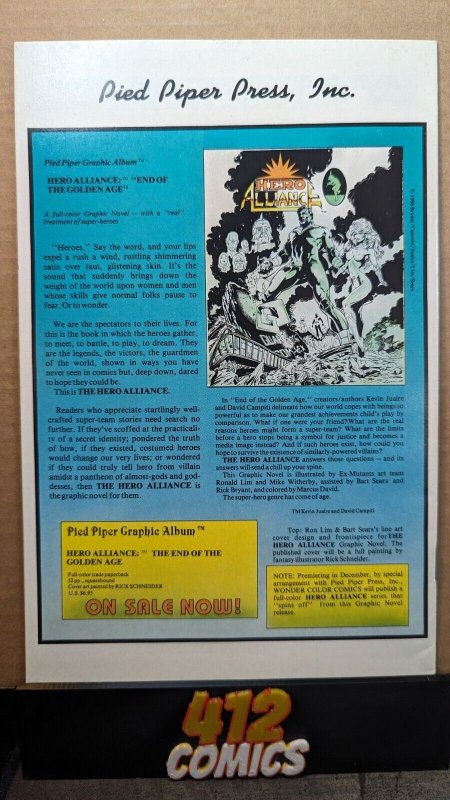 Pied Piper Press, Inc.
Pied Piper Graphic Album™
HERO ALLIANCE:™ "END OF
THE GOLDEN AGE"
A full-color Graphic Novel -- with a "real"
treatment of super-heroes
"Heroes." Say the word, and your lips
expel a rush a wind, rustling shimmering
satin over taut, glistening skin. It's the
sound that suddenly brings down the
weight of the world upon women and men
whose skills give normal folks pause to
fear. Or to wonder.
We are the spectators to their lives. For
this is the book in which the heroes gather,
to meet, to battle, to play, to dream. They
are the legends, the victors, the guardmen
of the world, shown in ways you have
never seen in comics but, deep down, dared
to hope they could be.
This is THE HERO ALLIANCE.
Readers who appreciate startlingly well-
crafted super-team stories need search no
further. If they've scoffed at the practicali-
ty of a secret identity; pondered the truth
of how, if they existed, costumed heroes
would change our very lives; or wondered
if they could truly tell hero from villain
amidst a pantheon of almost-gods and god-
desses, then THE HERO ALLIANCE is
the graphic novel for them.
HERO
ALLIANCE
In "End of the Golden Age," creators/authors Kevin Juaire
and David Campiti delineate how our world copes with beings so
powerful as to make our grandest achievements child's play by
comparison. What if one were your friend? What are the real
reasons heroes might form a super-team? What are the limits
before a hero stops being a symbol for justice and becomes a
media image instead? And if such heroes exist, how could you
hope to survive the existence of similarly-powered villains?
THE HERO ALLIANCE answers those questions -- and its
answers will send a chill up your spine.
This Graphic Novel is illustrated by Ex-Mutants art team
Ronald Lim and Mike Witherby, assisted by Bart Sears and
Rick Bryant, and colored by Marcus David.
The super-hero genre has come of age.
TM Kevin Juaire and David Campiti
Top: Ron Lim & Bart Sears's line art
cover design and frontispiece for THE
HERO ALLIANCE Graphic Novel. The
published cover will be a full painting by
fantasy illustrator Rick Schneider.
Pied Piper Graphic Album™
HERO ALLIANCE: ™ THE END OF THE
GOLDEN AGE
Full-color trade paperback
52 pp., squarebound
Cover art painted by RICK SCHNEIDER
U.S. $6.95
ON SALE NOW!
NOTE: Premiering in December, by special
arrangement with Pied Piper Press, Inc.,
WONDER COLOR COMICS will publish a
full-color HERO ALLIANCE series that
"spins off" from this Graphic Novel
release.
412
COMICS